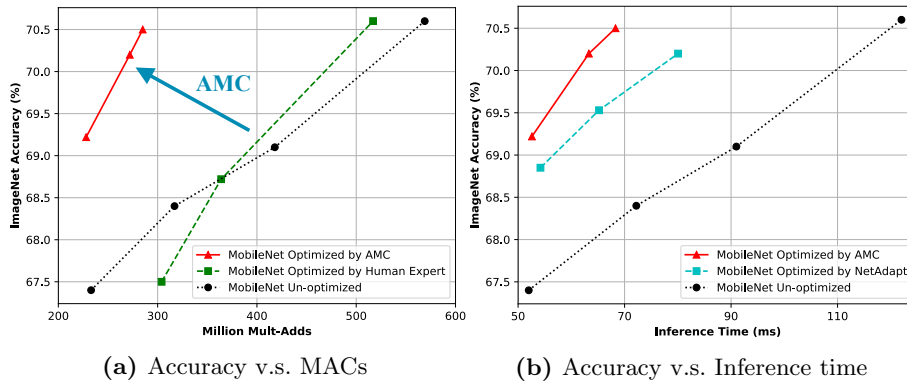 70.5
70.0
69.5
69.0
68.5
68.0
67.5
ImageNet Accuracy (%)
AMC
MobileNet Optimized by AMC
MobileNet Optimized by Human Expert
MobileNet Un-optimized
200 300 400 500 600
Million Mult-Adds
(a) Accuracy v.s. MACs
70.5
70.0
69.5
69.0
68.5
68.0
67.5
ImageNet Accuracy (%)
MobileNet Optimized by AMC
MobileNet Optimized by NetAdapt
MobileNet Un-optimized
50 70 90 110
Inference Time (ms)
(b) Accuracy v.s. Inference time